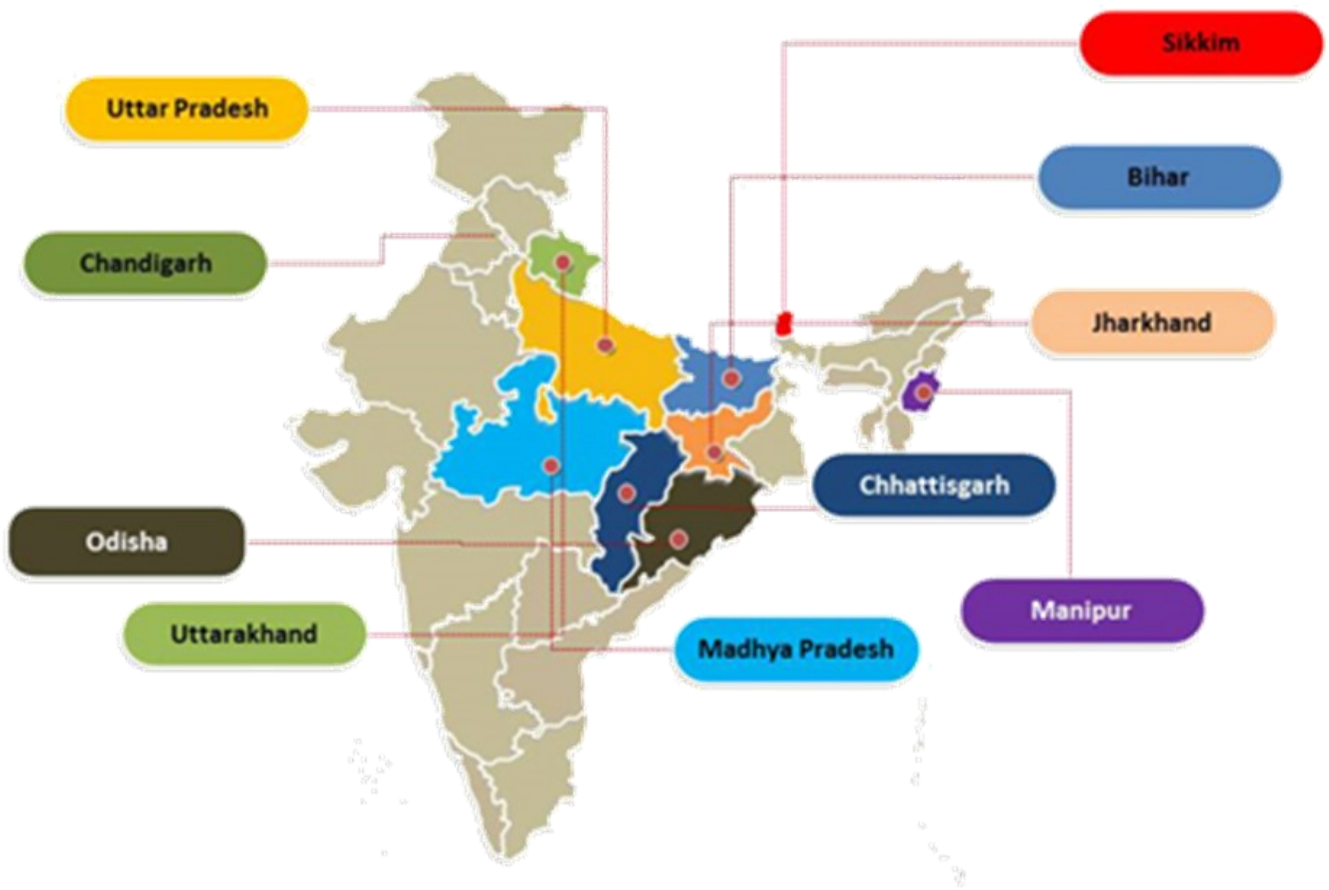 Sikkim
Uttar Pradesh
Bihar
Chandigarh
Jharkhand
Chhattisgarh
Odisha
Manipur
Uttarakhand
Madhya Pradesh